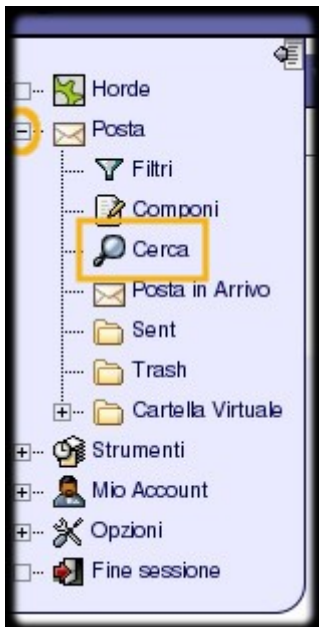 Horde
Posta
Filtri
Componi
Cerca
Posta in Arrivo
Sent
Trash
Cartella Virtuale
Strumenti
Mio Account
Opzioni
Fine sessione